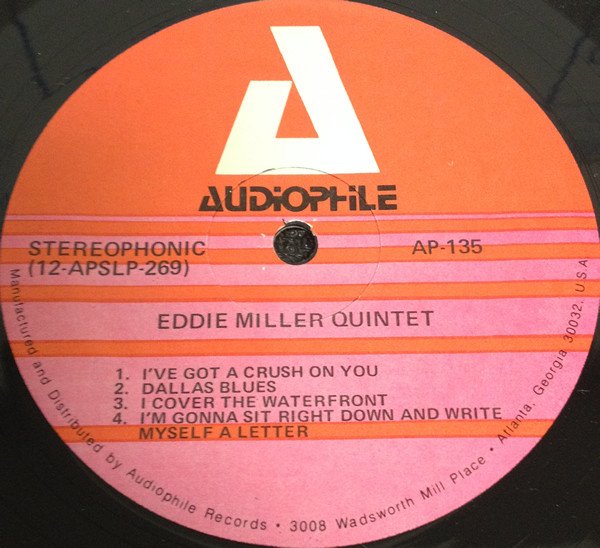 AUDIOPHILE
STEREOPHONIC
(12-APSLP-269)
AP-135
EDDIE MILLER QUINTET
1. I'VE GOT A CRUSH ON YOU
2. DALLAS BLUES
3. I COVER THE WATERFRONT
4. I'M GONNA SIT RIGHT DOWN AND WRITE
MYSELF A LETTER
Manufactured and Distributed by Audiophile Records • 3008 Wadsworth Mill Place • Atlanta, Georgia 30032, U.S.A